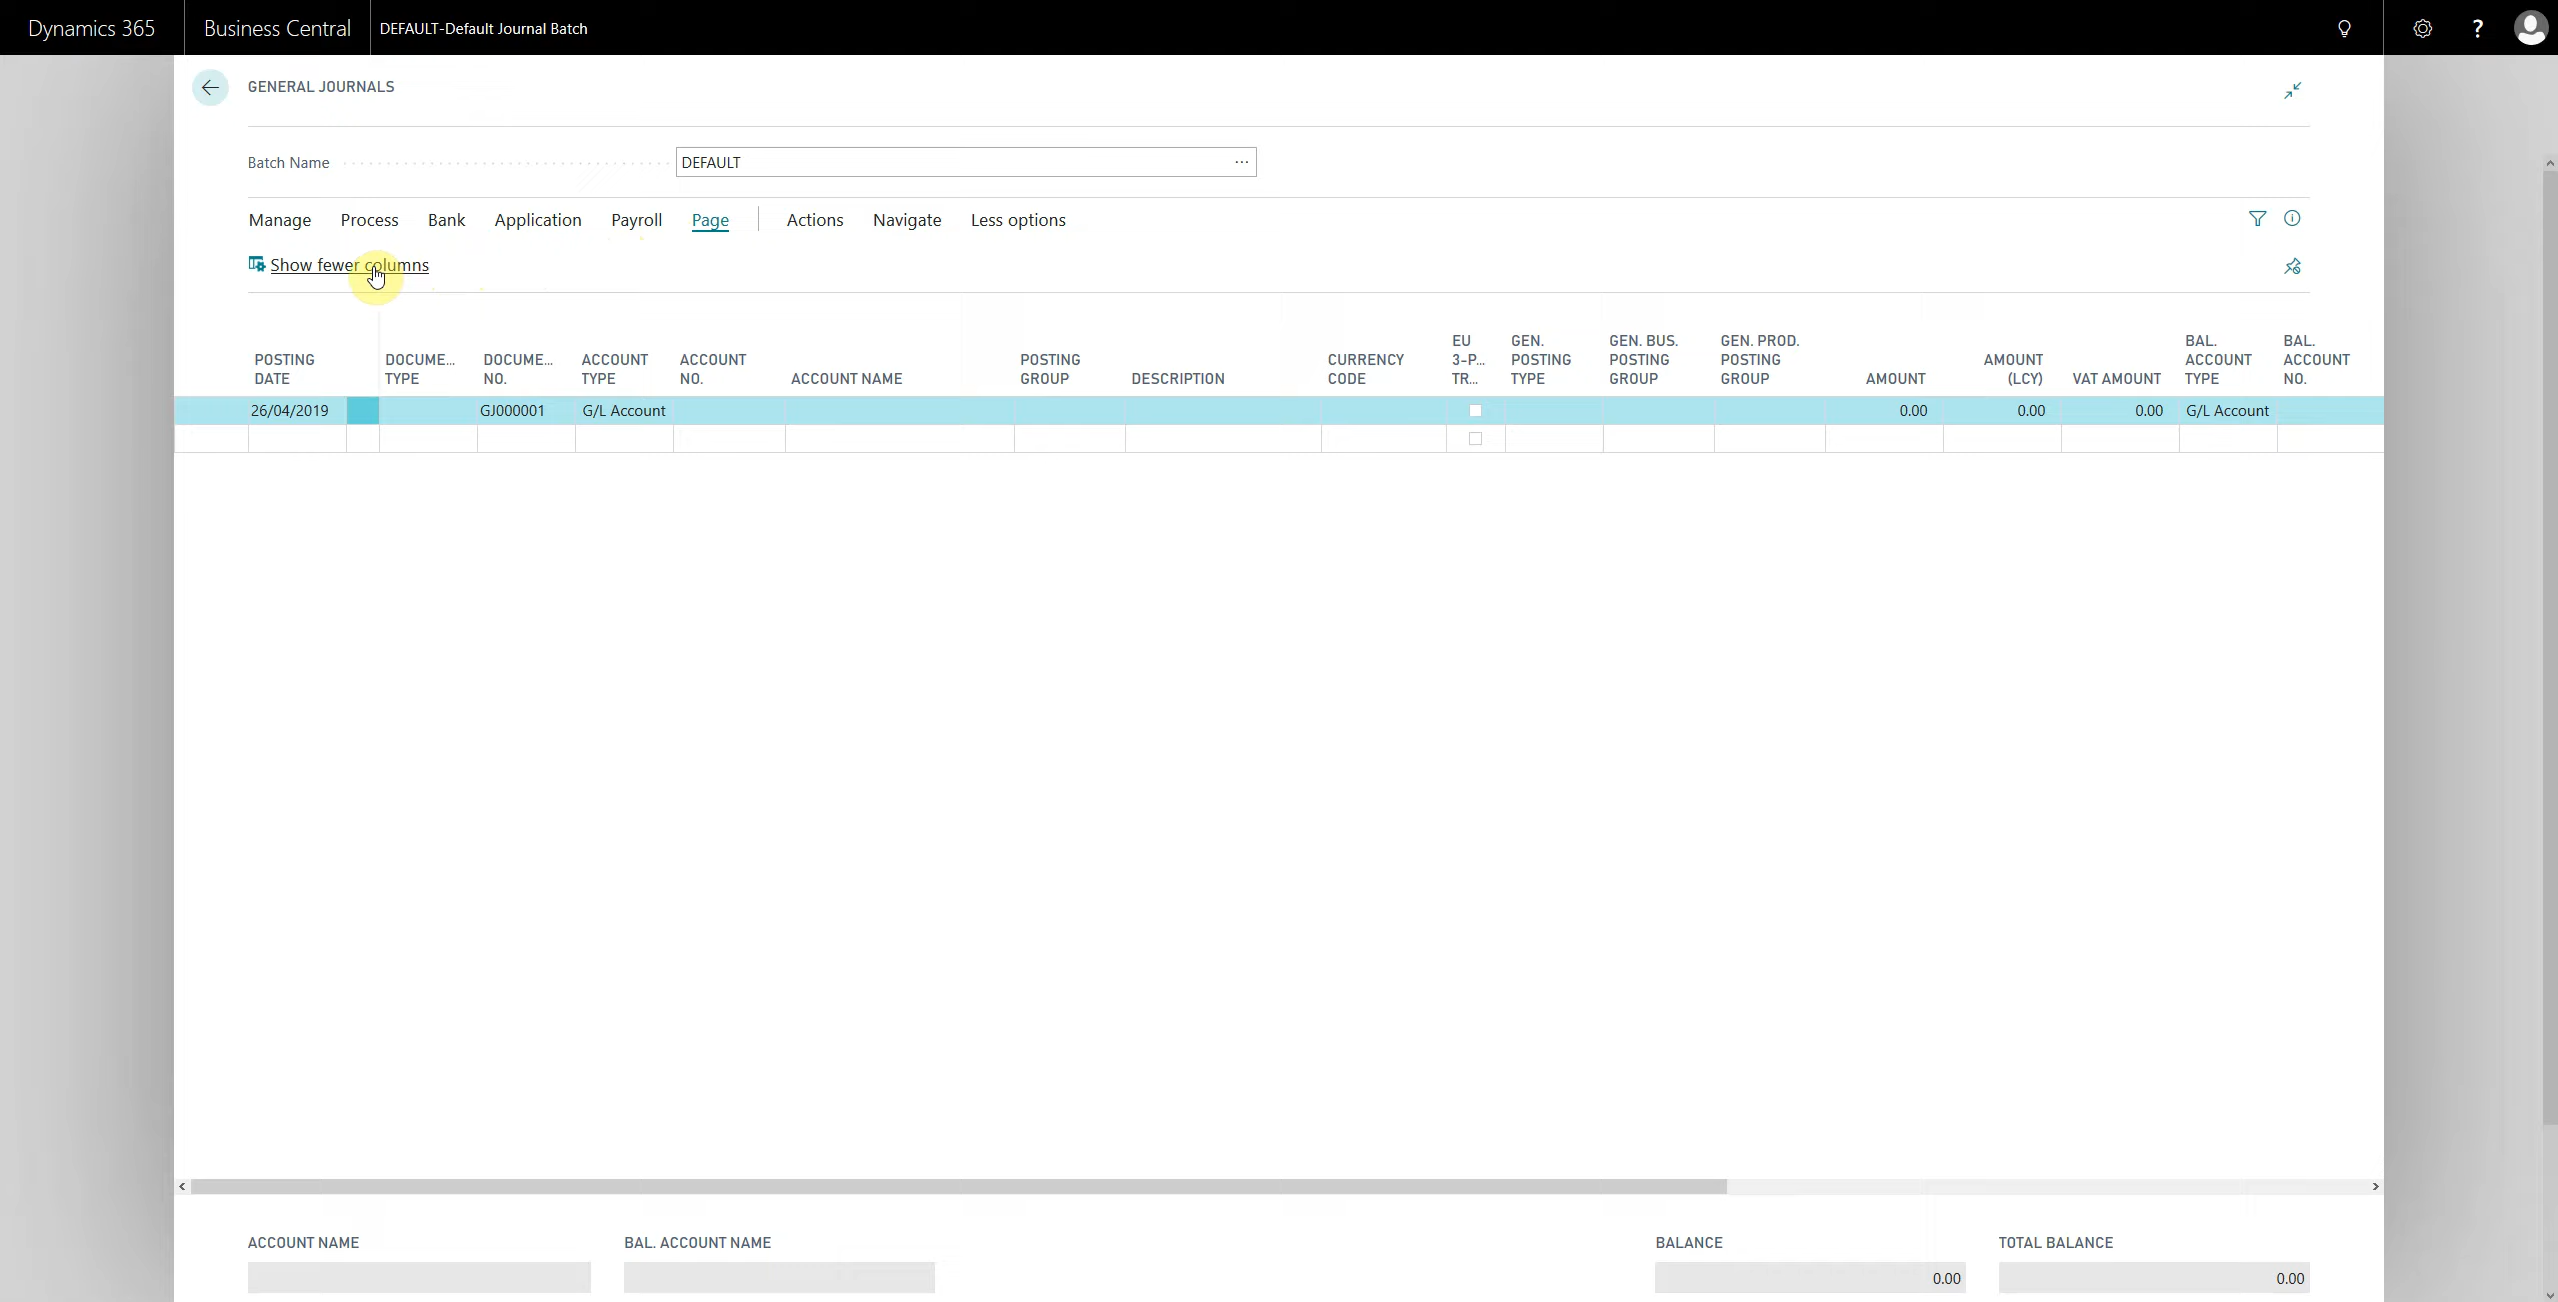 Dynamics 365 Business Central DEFAULT-Default Journal Batch ?
GENERAL JOURNALS
Batch Name DEFAULT ...
Manage Process Bank Application Payroll Page Actions Navigate Less options
Show fewer columns
POSTING DATE
DOCUME... TYPE
DOCUME... NO.
ACCOUNT TYPE
ACCOUNT NO.
ACCOUNT NAME
POSTING GROUP
DESCRIPTION
CURRENCY CODE
EU 3-P... TR...
GEN. POSTING TYPE
GEN. BUS. POSTING GROUP
GEN. PROD. POSTING GROUP
AMOUNT
AMOUNT (LCY)
VAT AMOUNT
BAL. ACCOUNT TYPE
BAL. ACCOUNT NO.
26/04/2019 GJ000001 G/L Account 0.00 0.00 0.00 G/L Account
ACCOUNT NAME BAL. ACCOUNT NAME BALANCE TOTAL BALANCE
0.00 0.00